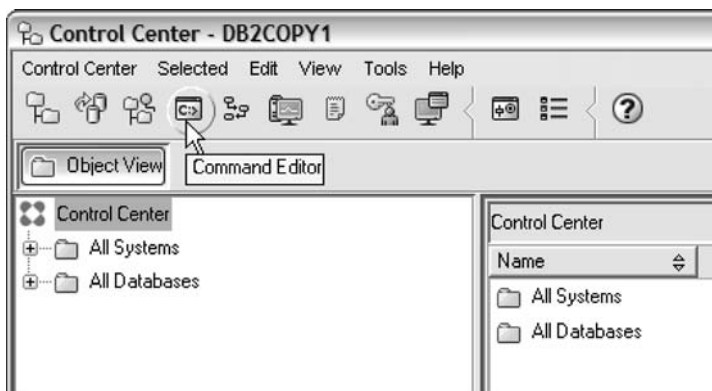 Control Center - DB2COPY1
Control Center Selected Edit View Tools Help
C:>
Object View
Command Editor
Control Center
All Systems
All Databases
Control Center
Name
All Systems
All Databases